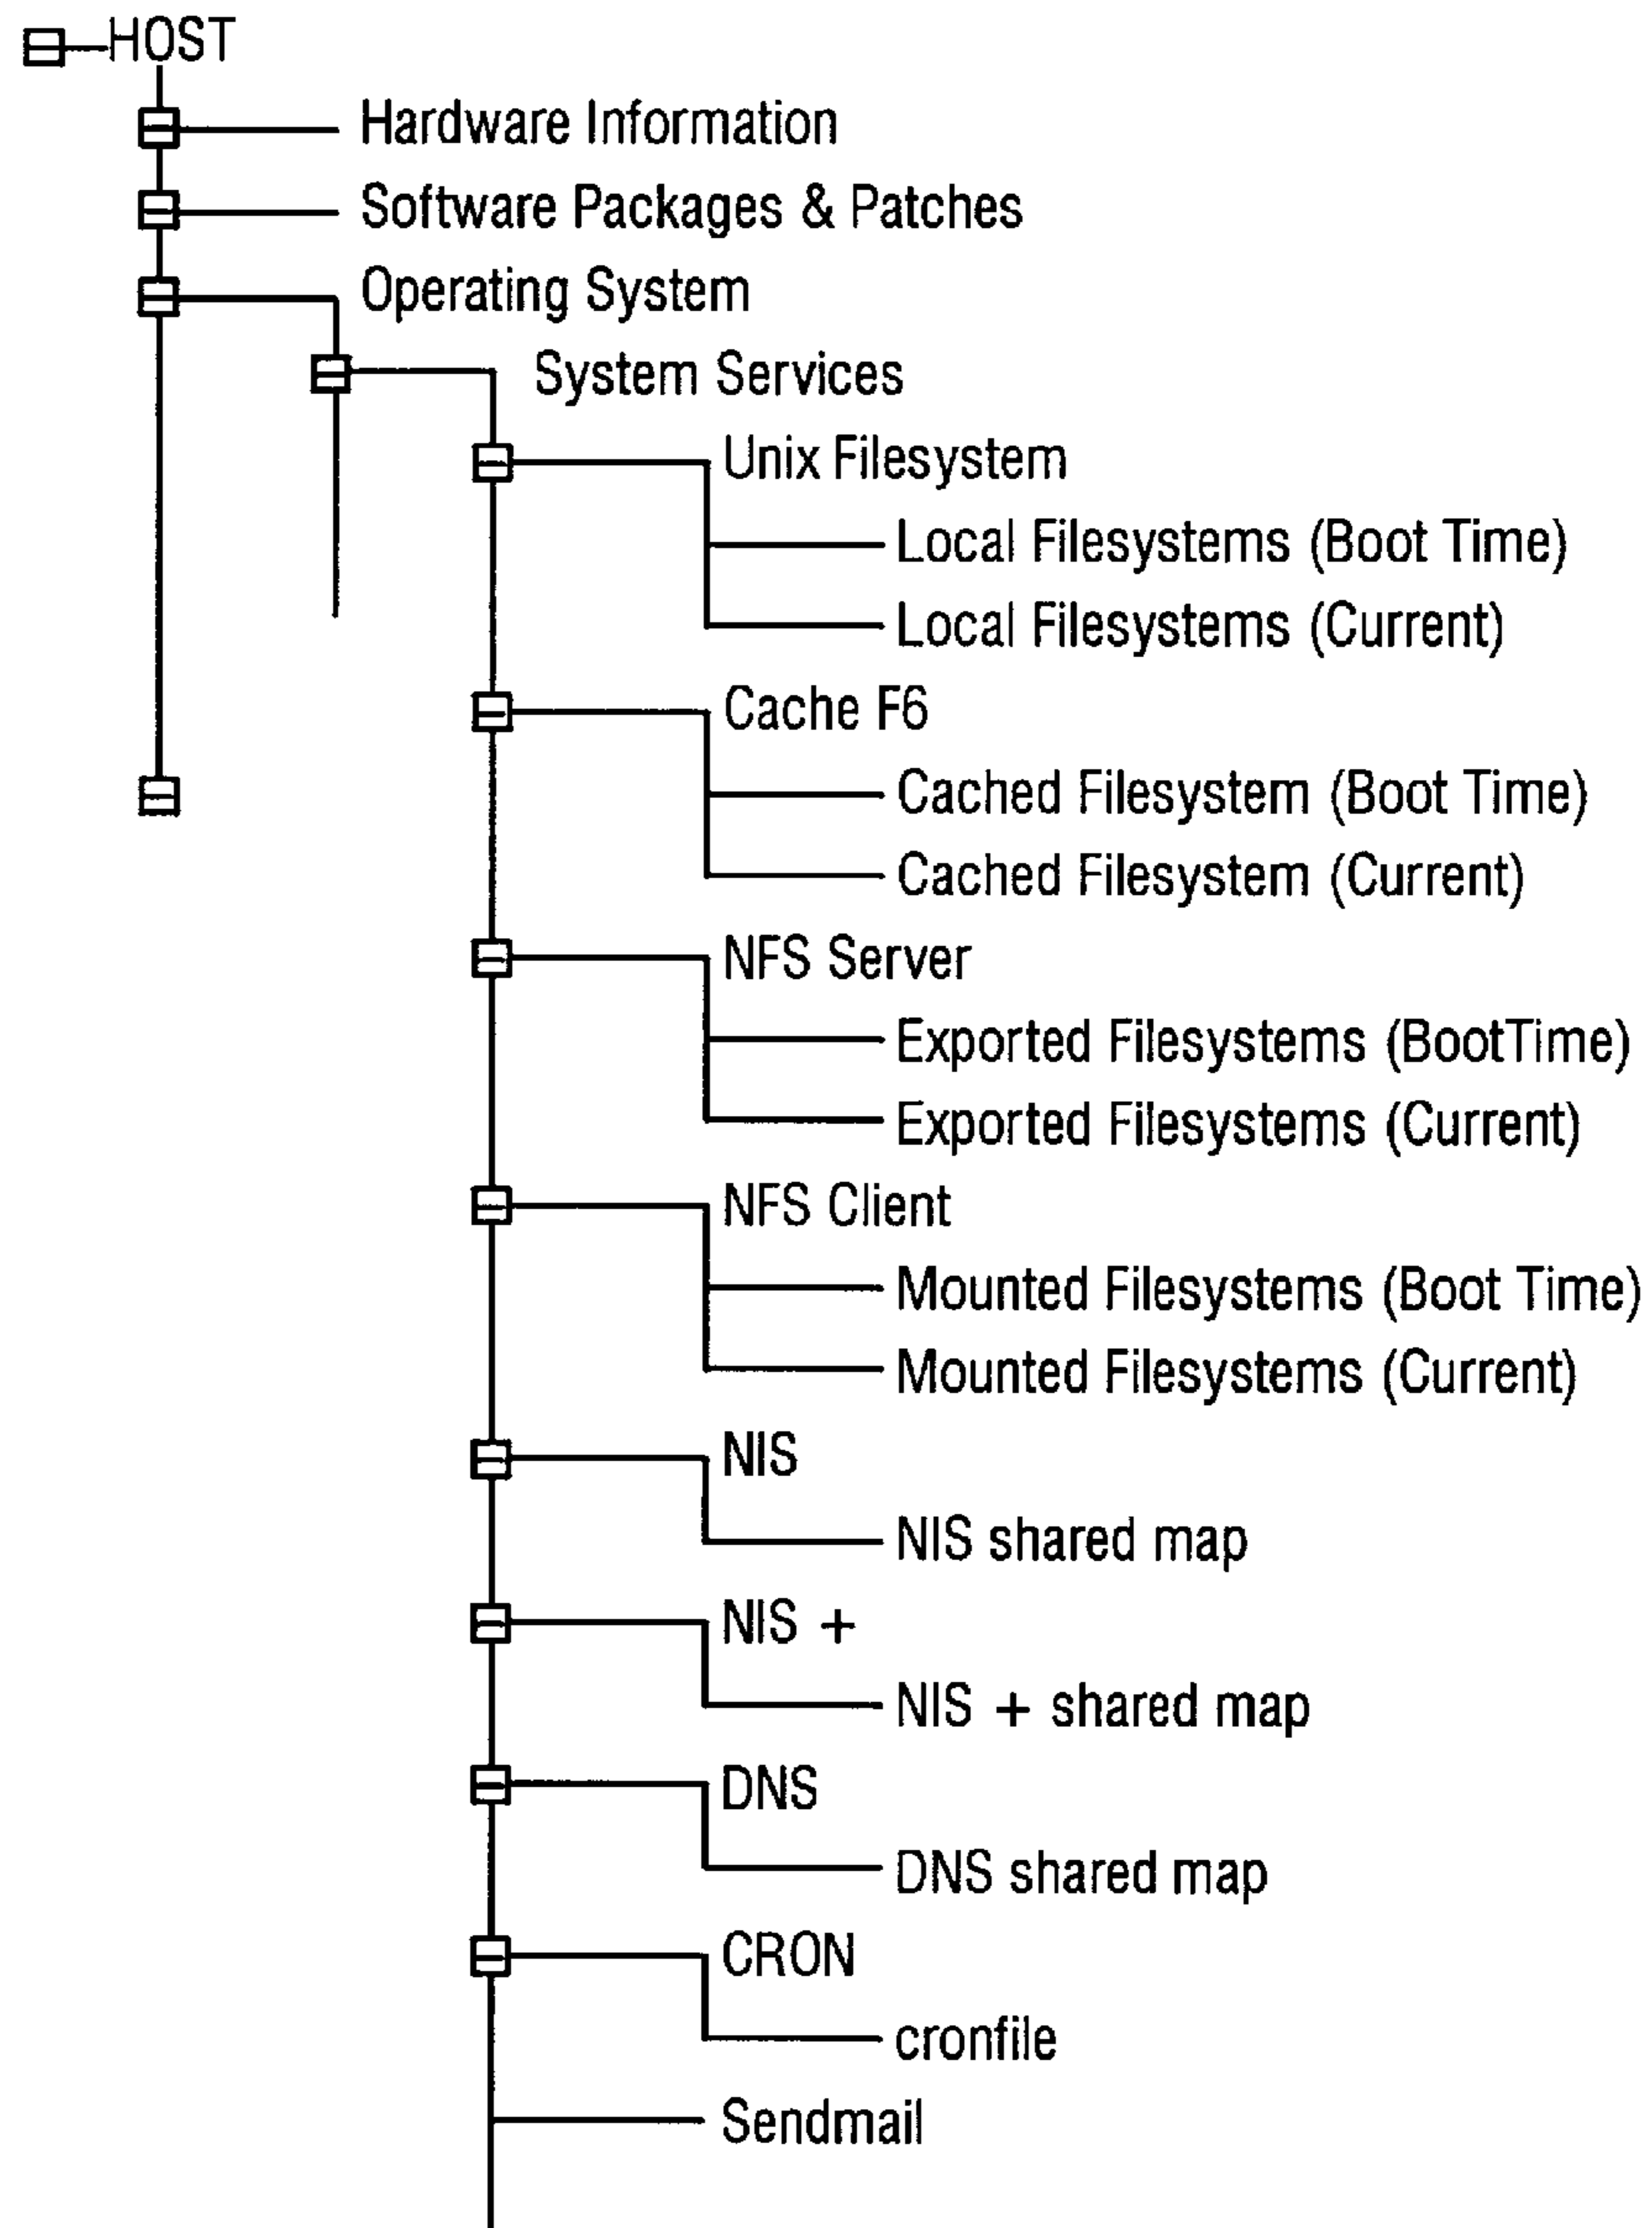 HOST
Hardware Information
Software Packages & Patches
Operating System
System Services
Unix Filesystem
Local Filesystems (Boot Time)
Local Filesystems (Current)
Cache F6
Cached Filesystem (Boot Time)
Cached Filesystem (Current)
NFS Server
Exported Filesystems (BootTime)
Exported Filesystems (Current)
NFS Client
Mounted Filesystems (Boot Time)
Mounted Filesystems (Current)
NIS
NIS shared map
NIS +
NIS + shared map
DNS
DNS shared map
CRON
cronfile
Sendmail